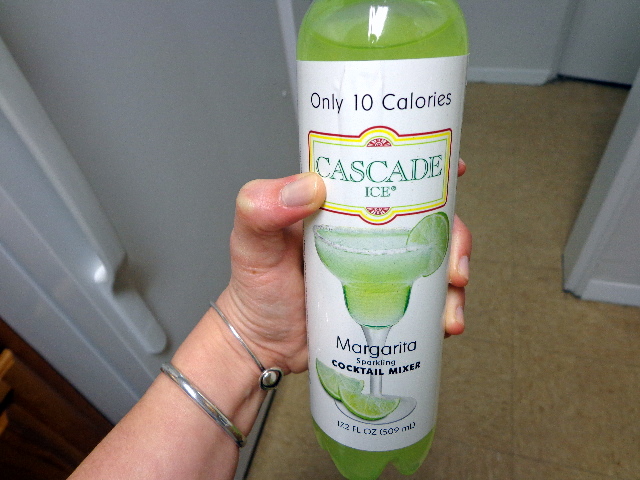 Only 10 Calories
CASCADE
ICE®
Margarita
Sparkling
COCKTAIL MIXER
17.2 FL OZ (509 mL)